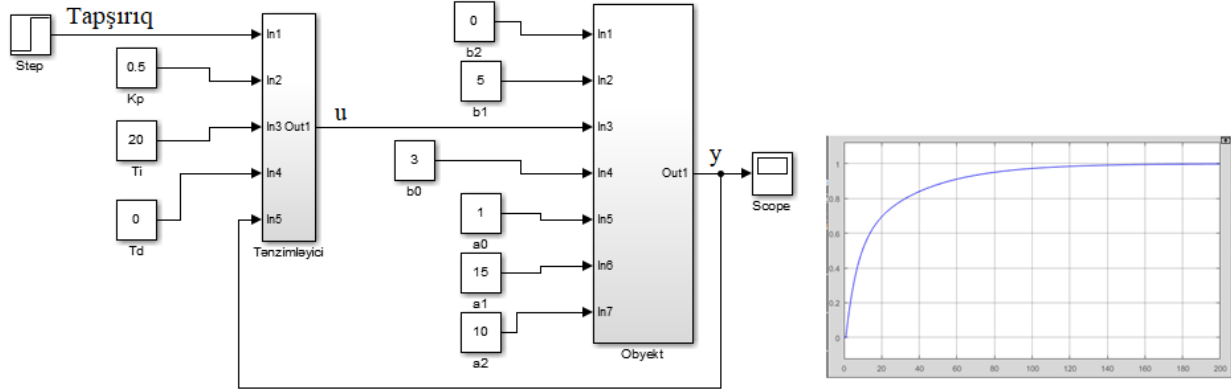 Tapşırıq
Step
In1
0.5
Kp
In2
20
Ti
In3 Out1
u
In4
0
Td
In5
Tənzimləyici
0
b2
In1
5
b1
In2
In3
3
b0
In4
Out1
y
Scope
1
a0
In5
15
a1
In6
10
a2
In7
Obyekt
1
0.8
0.6
0.4
0.2
0
0 20 40 60 80 100 120 140 160 180 200